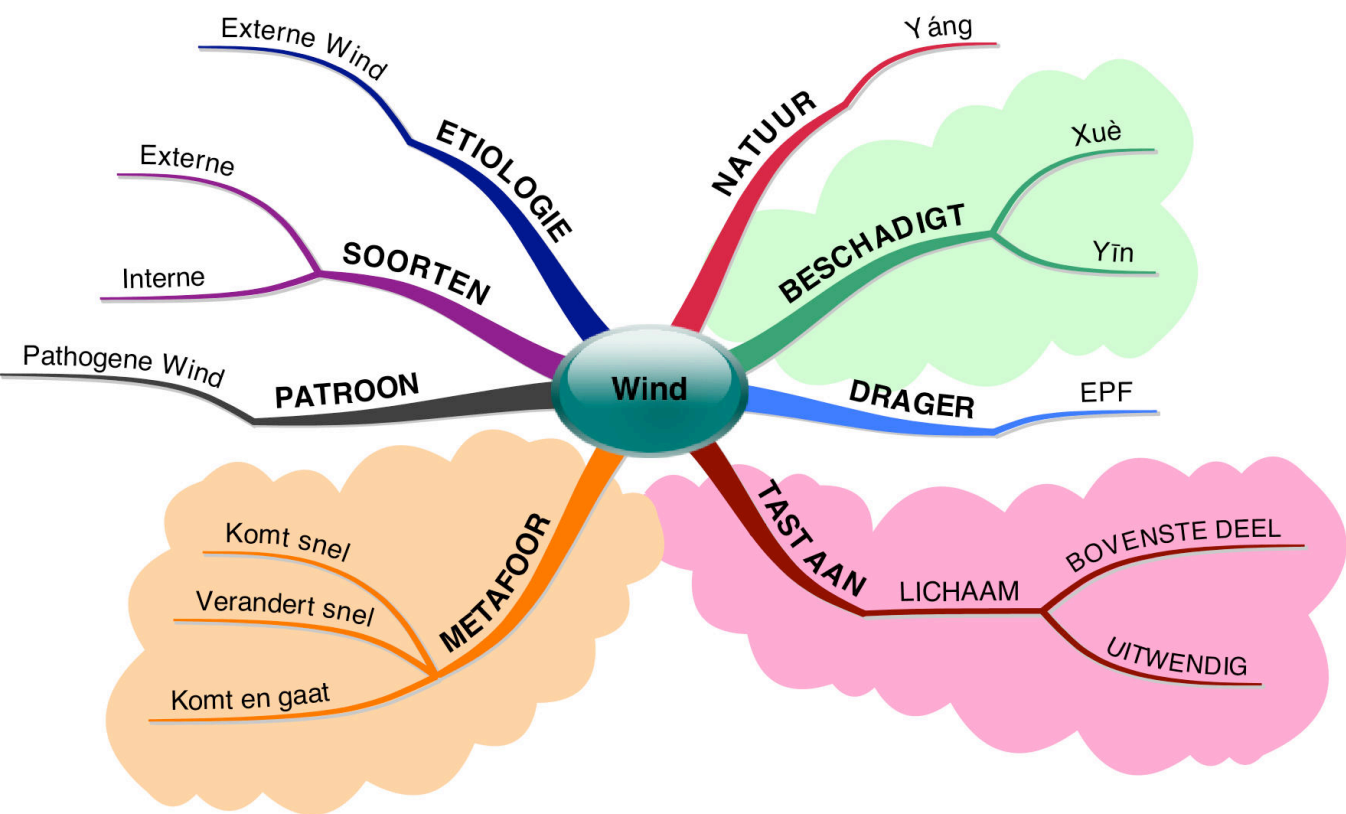 Wind
NATUUR
Yáng
BESCHADIGT
Xuè
Yīn
DRAGER
EPF
TAST AAN
LICHAAM
BOVENSTE DEEL
UITWENDIG
METAFOOR
Komt snel
Verandert snel
Komt en gaat
PATROON
Pathogene Wind
SOORTEN
Externe
Interne
ETIOLOGIE
Externe Wind